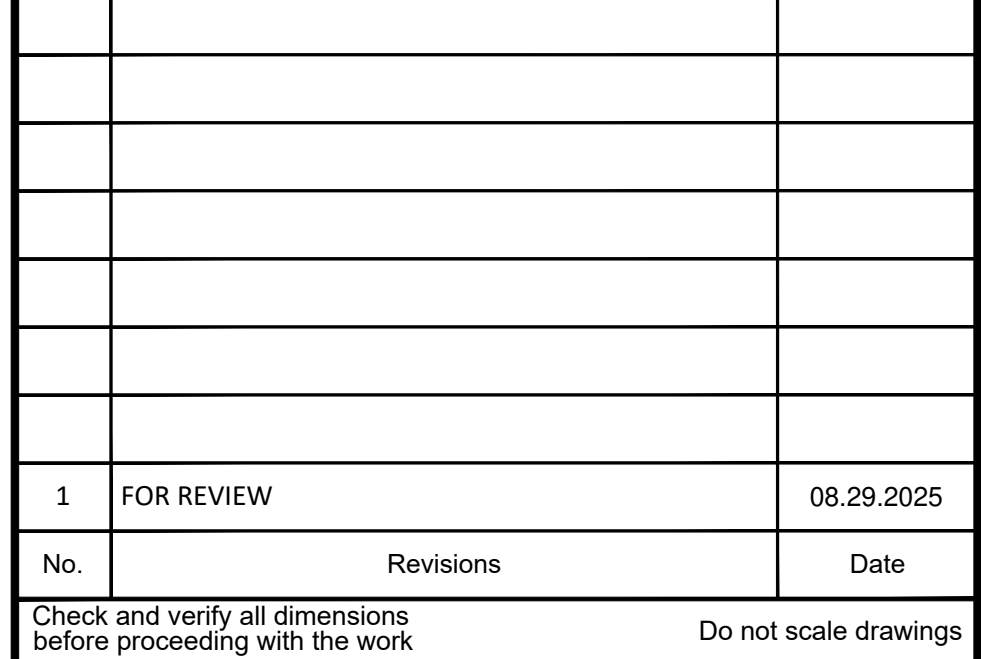 1 FOR REVIEW 08.29.2025
No. Revisions Date
Check and verify all dimensions
before proceeding with the work
Do not scale drawings